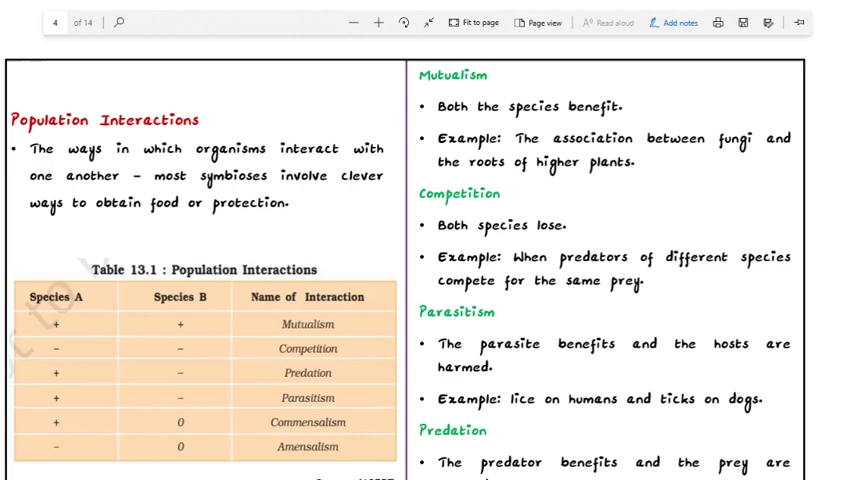 4 of 14 Fit to page Page view Read aloud Add notes
Population Interactions
• The ways in which organisms interact with
one another – most symbioses involve clever
ways to obtain food or protection.
Table 13.1 : Population Interactions
Species A Species B Name of Interaction
+ + Mutualism
– – Competition
+ – Predation
+ – Parasitism
+ 0 Commensalism
– 0 Amensalism
Mutualism
• Both the species benefit.
• Example: The association between fungi and
the roots of higher plants.
Competition
• Both species lose.
• Example: When predators of different species
compete for the same prey.
Parasitism
• The parasite benefits and the hosts are
harmed.
• Example: lice on humans and ticks on dogs.
Predation
• The predator benefits and the prey are